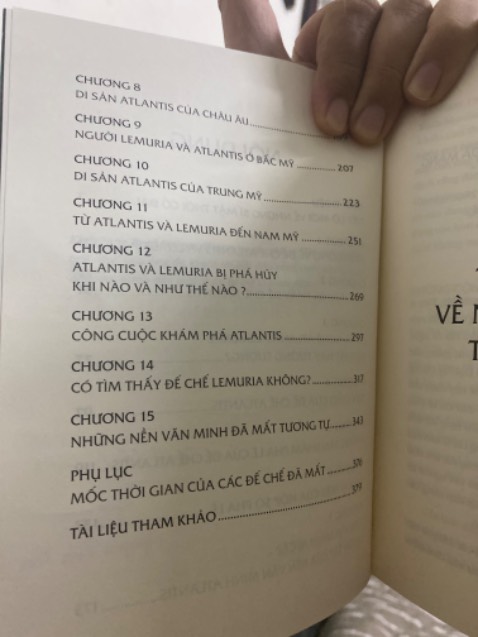 CHƯƠNG 8
DI SẢN ATLANTIS CỦA CHÂU ÂU
CHƯƠNG 9
NGƯỜI LEMURIA VÀ ATLANTIS Ở BẮC MỸ 207
CHƯƠNG 10
DI SẢN ATLANTIS CỦA TRUNG MỸ 223
CHƯƠNG 11
TỪ ATLANTIS VÀ LEMURIA ĐẾN NAM MỸ 251
CHƯƠNG 12
ATLANTIS VÀ LEMURIA BỊ PHÁ HỦY
KHI NÀO VÀ NHƯ THẾ NÀO ? 269
CHƯƠNG 13
CÔNG CUỘC KHÁM PHÁ ATLANTIS 297
CHƯƠNG 14
CÓ TÌM THẤY ĐẾ CHẾ LEMURIA KHÔNG? 317
CHƯƠNG 15
NHỮNG NỀN VĂN MINH ĐÃ MẤT TƯƠNG TỰ 343
PHỤ LỤC
MỐC THỜI GIAN CỦA CÁC ĐẾ CHẾ ĐÃ MẤT
TÀI LIỆU THAM KHẢO 379
VỀ